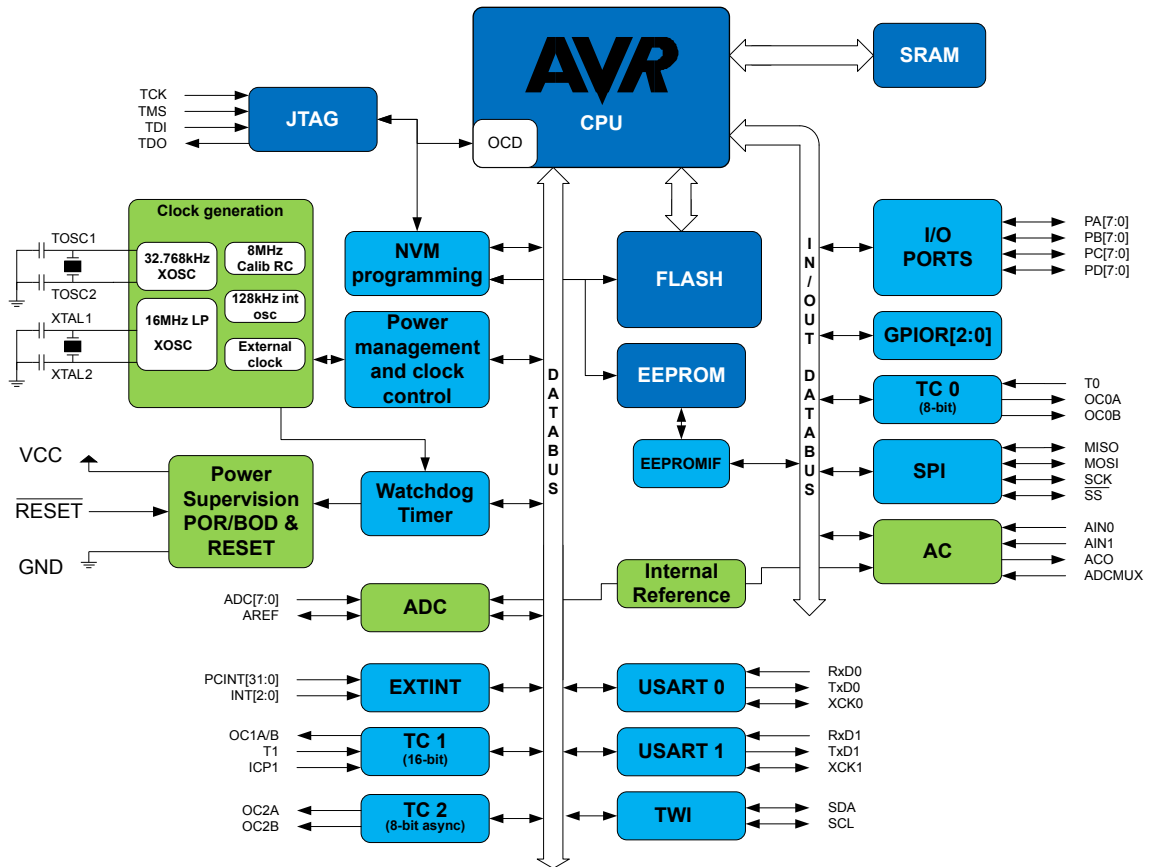 AVR
CPU
OCD
SRAM
TCK
TMS
TDI
TDO
JTAG
Clock generation
TOSC1
TOSC2
XTAL1
XTAL2
32.768kHz
XOSC
16MHz LP
XOSC
8MHz
Calib RC
128kHz int
osc
External
clock
NVM
programming
Power
management
and clock
control
FLASH
EEPROM
EEPROMIF
DATABUS
IN/OUT DATABUS
I/O
PORTS
PA[7:0]
PB[7:0]
PC[7:0]
PD[7:0]
GPIOR[2:0]
TC 0
(8-bit)
T0
OC0A
OC0B
SPI
MISO
MOSI
SCK
SS
AC
AIN0
AIN1
ACO
ADCMUX
VCC
RESET
GND
Power
Supervision
POR/BOD &
RESET
Watchdog
Timer
Internal
Reference
ADC[7:0]
AREF
ADC
PCINT[31:0]
INT[2:0]
EXTINT
USART 0
RxD0
TxD0
XCK0
OC1A/B
T1
ICP1
TC 1
(16-bit)
USART 1
RxD1
TxD1
XCK1
OC2A
OC2B
TC 2
(8-bit async)
TWI
SDA
SCL